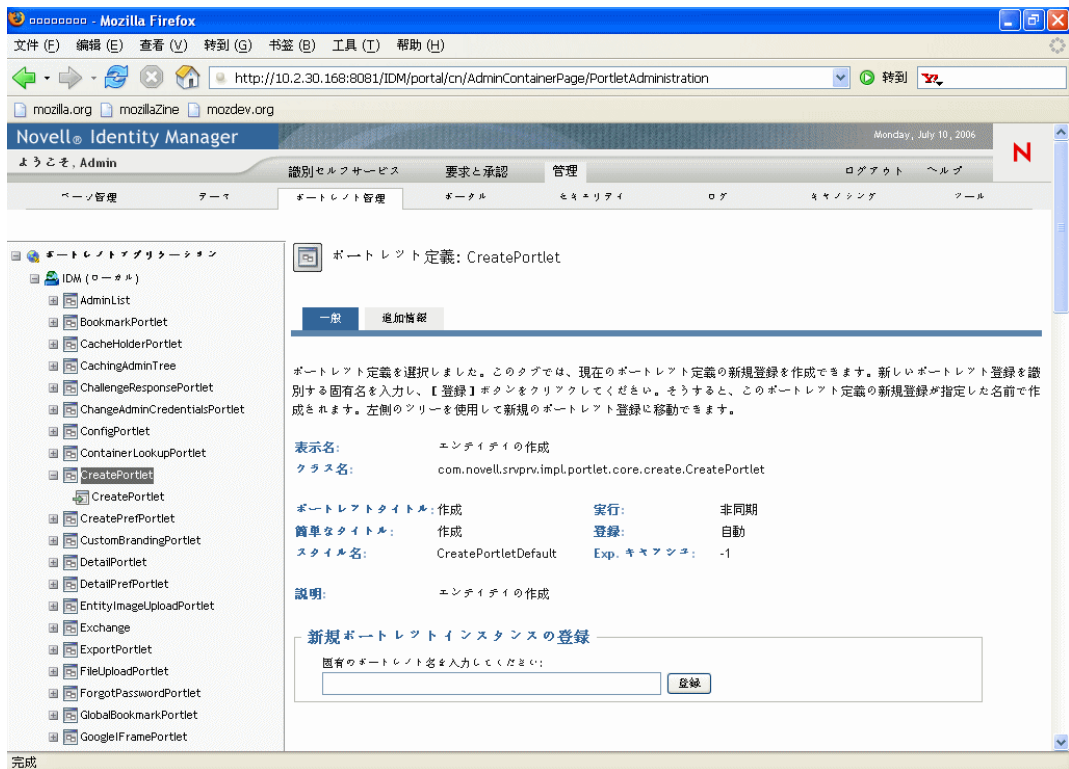 - Mozilla Firefox
文件 (F) 编辑 (E) 查看 (V) 转到 (G) 书签 (B) 工具 (T) 帮助 (H)
http://10.2.30.168:8081/IDM/portal/cn/AdminContainerPage/PortletAdministration
转到
mozilla.org mozillaZine mozdev.org
Novell® Identity Manager
Monday, July 10, 2006
N
ようこそ, Admin
識別セルフサービス 要求と承認 管理 ログアウト ヘルプ
ページ管理 テーマ ポートレット管理 ポータル セキュリティ ログ キャッシング ツール
ポートレットアプリケーション
IDM (ローカル)
AdminList
BookmarkPortlet
CacheHolderPortlet
CachingAdminTree
ChallengeResponsePortlet
ChangeAdminCredentialsPortlet
ConfigPortlet
ContainerLookupPortlet
CreatePortlet
CreatePortlet
CreatePrefPortlet
CustomBrandingPortlet
DetailPortlet
DetailPrefPortlet
EntityImageUploadPortlet
Exchange
ExportPortlet
FileUploadPortlet
ForgotPasswordPortlet
GlobalBookmarkPortlet
GoogleIFramePortlet
ポートレット定義: CreatePortlet
一般 追加情報
ポートレット定義を選択しました。このタブでは、現在のポートレット定義の新規登録を作成できます。新しいポートレット登録を識
別する固有名を入力し、【登録】ボタンをクリックしてください。そうすると、このポートレット定義の新規登録が指定した名前で作
成されます。左側のツリーを使用して新規のポートレット登録に移動できます。
表示名: エンティティの作成
クラス名: com.novell.srvprv.impl.portlet.core.create.CreatePortlet
ポートレットタイトル: 作成 実行: 非同期
簡単なタイトル: 作成 登録: 自動
スタイル名: CreatePortletDefault Exp. キャッシュ: -1
説明: エンティティの作成
新規ポートレットインスタンスの登録
固有のポートレット名を入力してください:
登録
完成